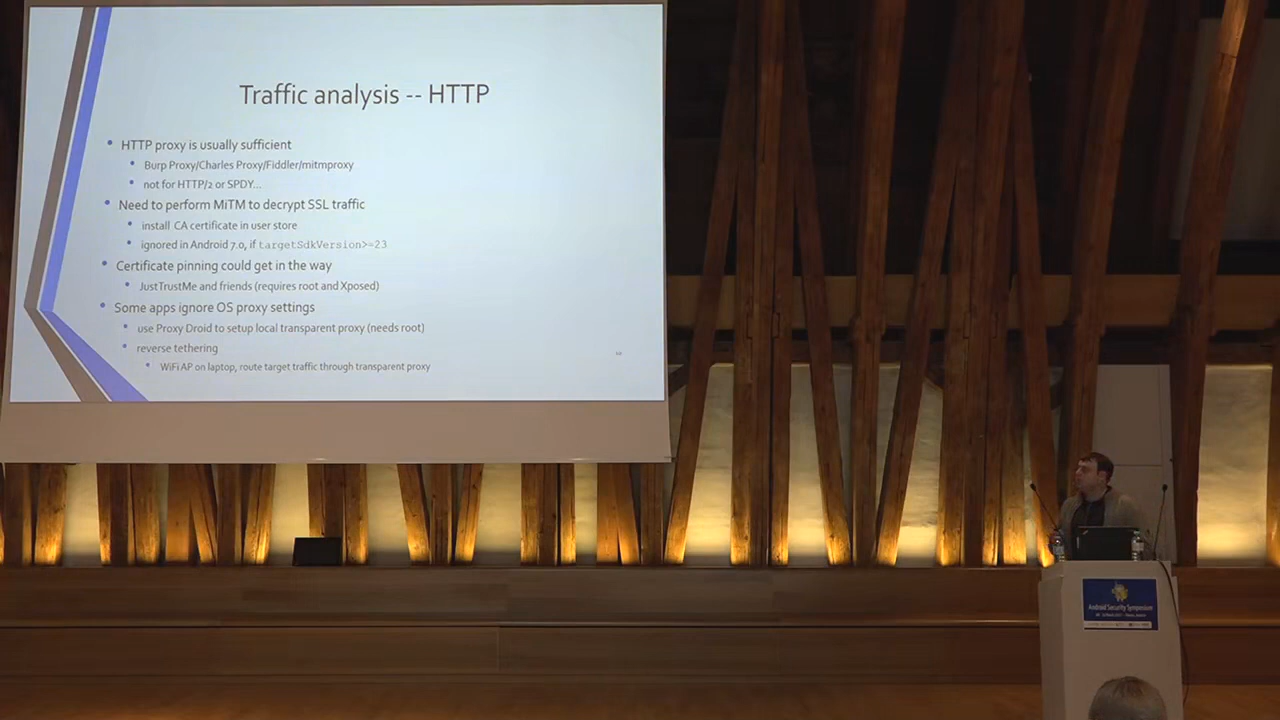 Traffic analysis -- HTTP
HTTP proxy is usually sufficient
Burp Proxy/Charles Proxy/Fiddler/mitmproxy
not for HTTP/2 or SPDY...
Need to perform MiTM to decrypt SSL traffic
install CA certificate in user store
ignored in Android 7.0, if targetSdkVersion>=23
Certificate pinning could get in the way
JustTrustMe and friends (requires root and Xposed)
Some apps ignore OS proxy settings
use Proxy Droid to setup local transparent proxy (needs root)
reverse tethering
WiFi AP on laptop, route target traffic through transparent proxy
Android Security Symposium